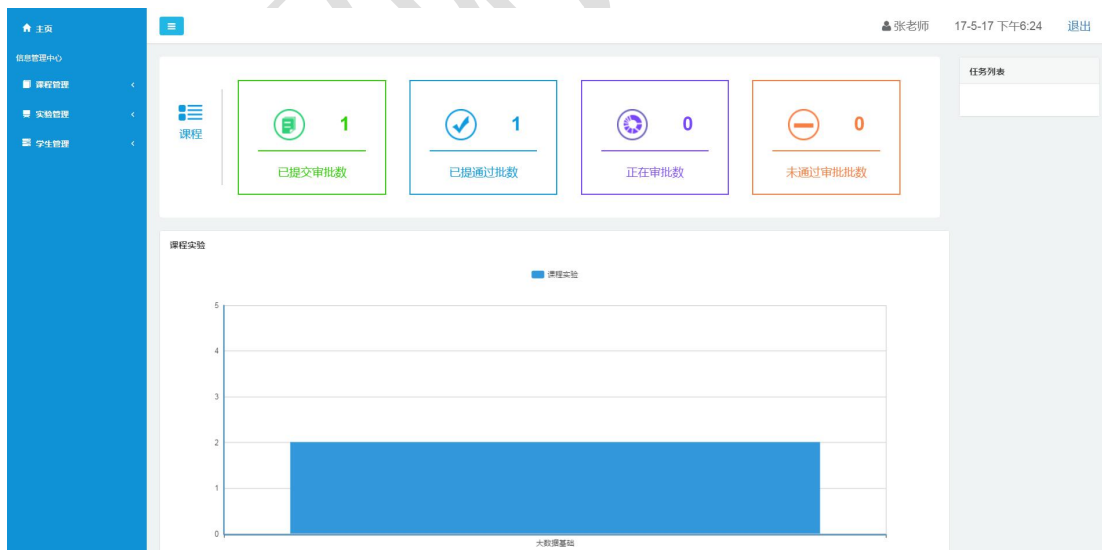 主页
张老师 17-5-17 下午6:24 退出
信息管理中心
课程管理
实验管理
学生管理
任务列表
课程
1
已提交审批数
1
已提通过批数
0
正在审批数
0
未通过审批批数
课程实验
课程实验
5
4
3
2
1
0
大数据基础